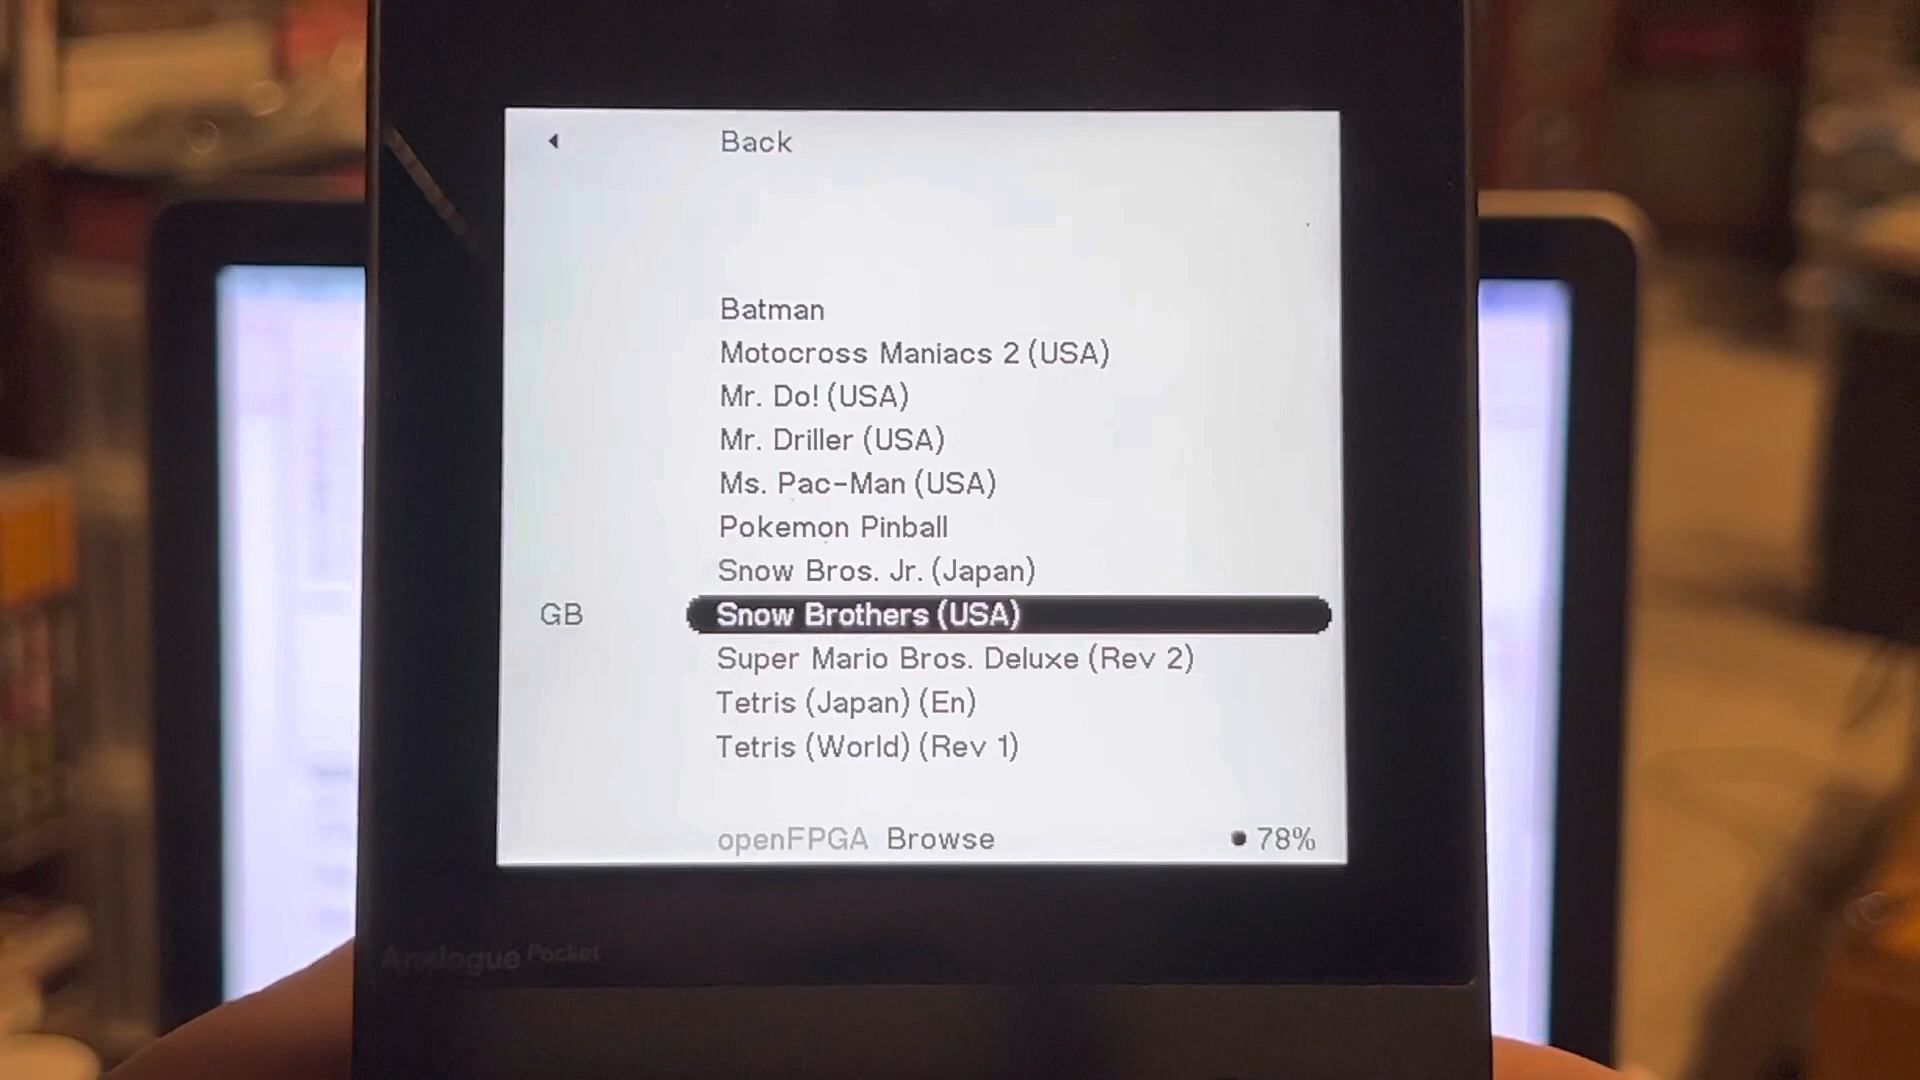 Back
Batman
Motocross Maniacs 2 (USA)
Mr. Do! (USA)
Mr. Driller (USA)
Ms. Pac-Man (USA)
Pokemon Pinball
Snow Bros. Jr. (Japan)
GB Snow Brothers (USA)
Super Mario Bros. Deluxe (Rev 2)
Tetris (Japan) (En)
Tetris (World) (Rev 1)
openFPGA Browse 78%
Analogue Pocket